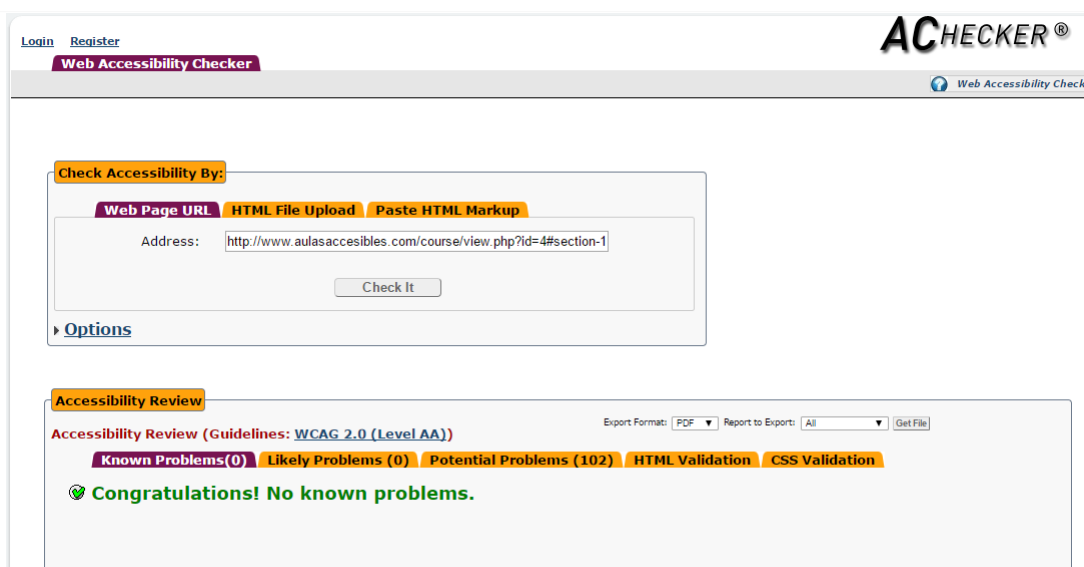 Login Register
ACHECKER ®
Web Accessibility Checker
Web Accessibility Check
Check Accessibility By:
Web Page URL HTML File Upload Paste HTML Markup
Address: http://www.aulasaccesibles.com/course/view.php?id=4#section-1
Check It
Options
Accessibility Review
Export Format: PDF Report to Export: All Get File
Accessibility Review (Guidelines: WCAG 2.0 (Level AA))
Known Problems(0) Likely Problems (0) Potential Problems (102) HTML Validation CSS Validation
Congratulations! No known problems.